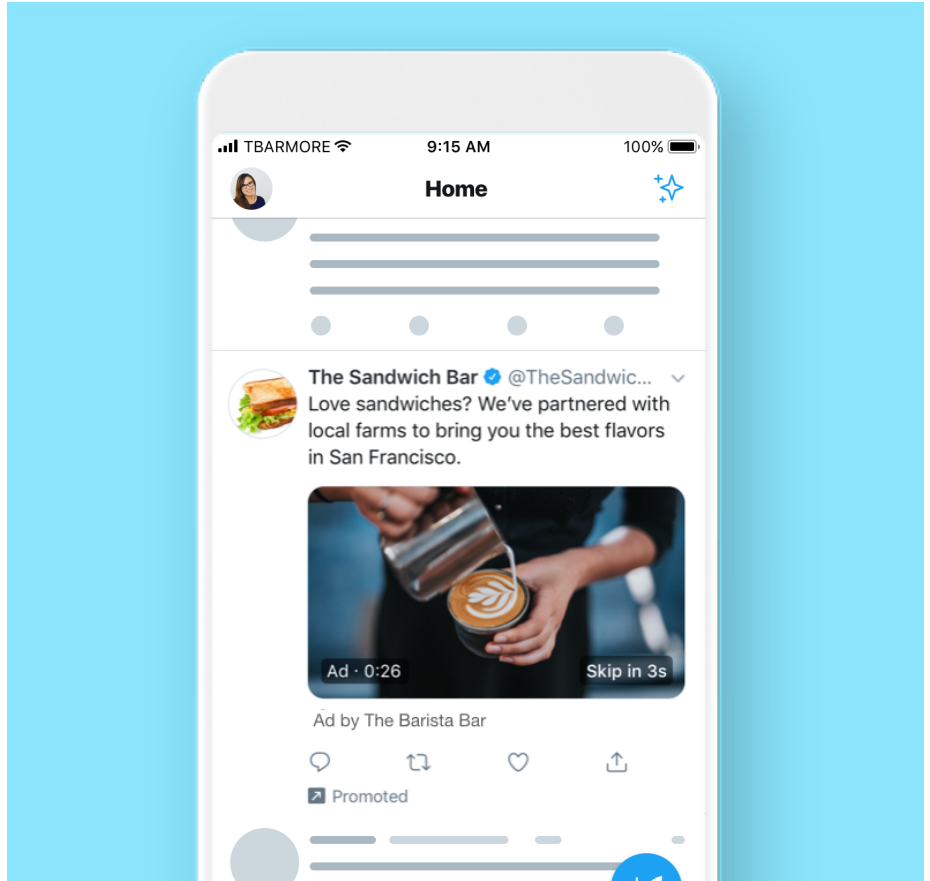 TBARMORE 9:15 AM 100%
Home
The Sandwich Bar @TheSandwic...
Love sandwiches? We've partnered with
local farms to bring you the best flavors
in San Francisco.
Ad · 0:26 Skip in 3s
Ad by The Barista Bar
Promoted